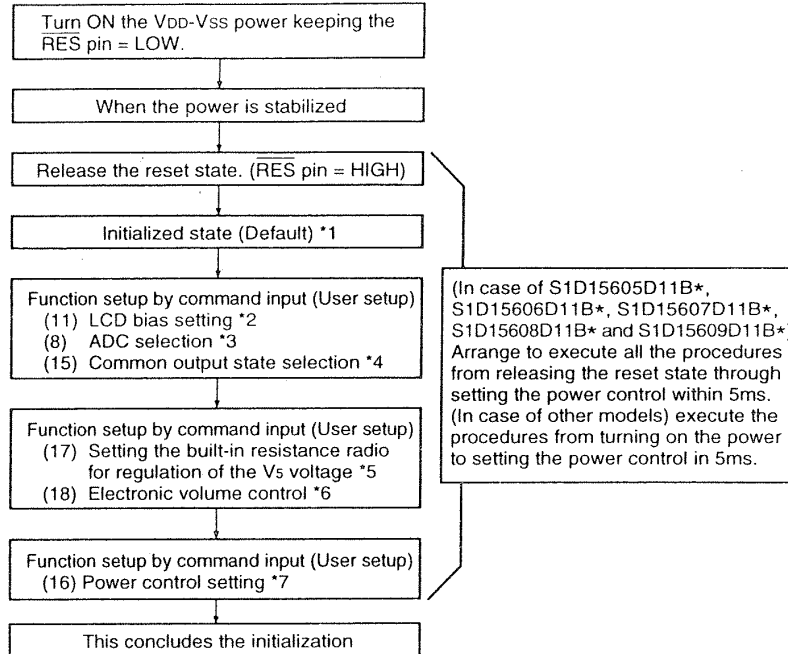 Turn ON the VDD-VSS power keeping the
RES pin = LOW.
When the power is stabilized
Release the reset state. (RES pin = HIGH)
Initialized state (Default) *1
Function setup by command input (User setup)
(11) LCD bias setting *2
(8) ADC selection *3
(15) Common output state selection *4
Function setup by command input (User setup)
(17) Setting the built-in resistance radio
for regulation of the V5 voltage *5
(18) Electronic volume control *6
Function setup by command input (User setup)
(16) Power control setting *7
This concludes the initialization
(In case of S1D15605D11B*,
S1D15606D11B*, S1D15607D11B*,
S1D15608D11B* and S1D15609D11B*)
Arrange to execute all the procedures
from releasing the reset state through
setting the power control within 5ms.
(In case of other models) execute the
procedures from turning on the power
to setting the power control in 5ms.